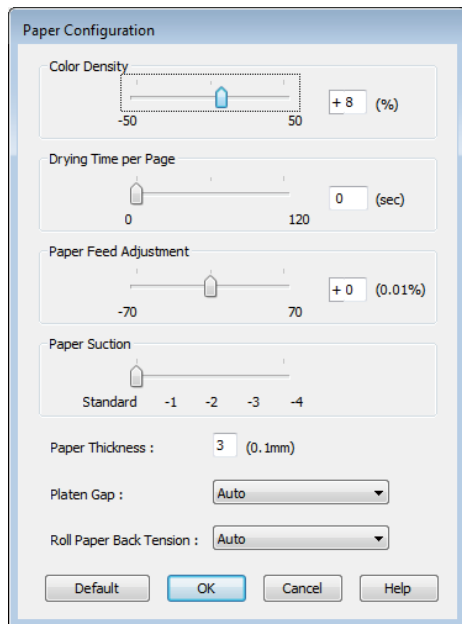 Paper Configuration
Color Density
+ 8 (%)
-50 50
Drying Time per Page
0 (sec)
0 120
Paper Feed Adjustment
+ 0 (0.01%)
-70 70
Paper Suction
Standard -1 -2 -3 -4
Paper Thickness : 3 (0.1mm)
Platen Gap : Auto
Roll Paper Back Tension : Auto
Default OK Cancel Help